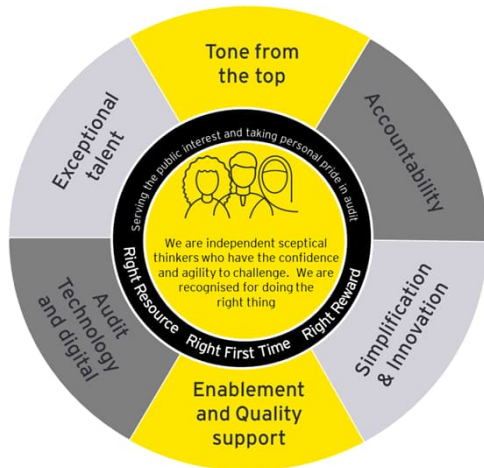 Tone from
the top
Accountability
Simplification
& Innovation
Enablement
and Quality
support
Audit
Technology
and digital
Exceptional
talent
Serving the public interest and taking personal pride in audit
We are independent sceptical
thinkers who have the confidence
and agility to challenge. We are
recognised for doing the
right thing
Right Resource
Right First Time
Right Reward